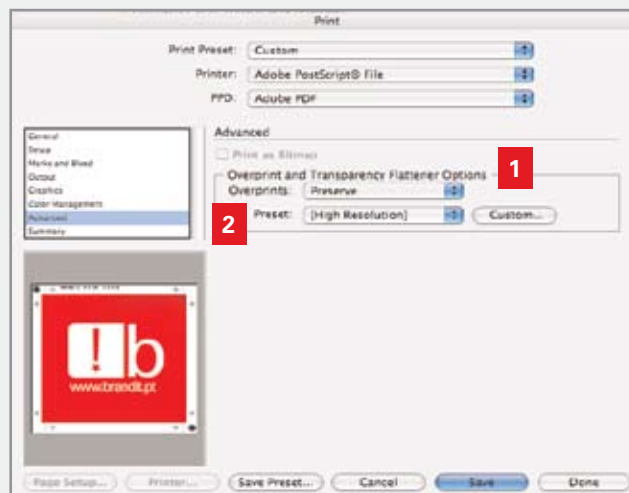 Print
Print Preset: Custom
Printer: Adobe PostScript® File
PPD: Adobe PDF
General
Setup
Marks and Bleed
Output
Graphics
Color Management
Advanced
Summary
Advanced
Print as Bitmap
Overprint and Transparency Flattener Options
1
Overprints: Preserve
2
Preset: [High Resolution] Custom...
!b
www.brandit.pt
Page Setup... Printer... Save Preset... Cancel Save Done